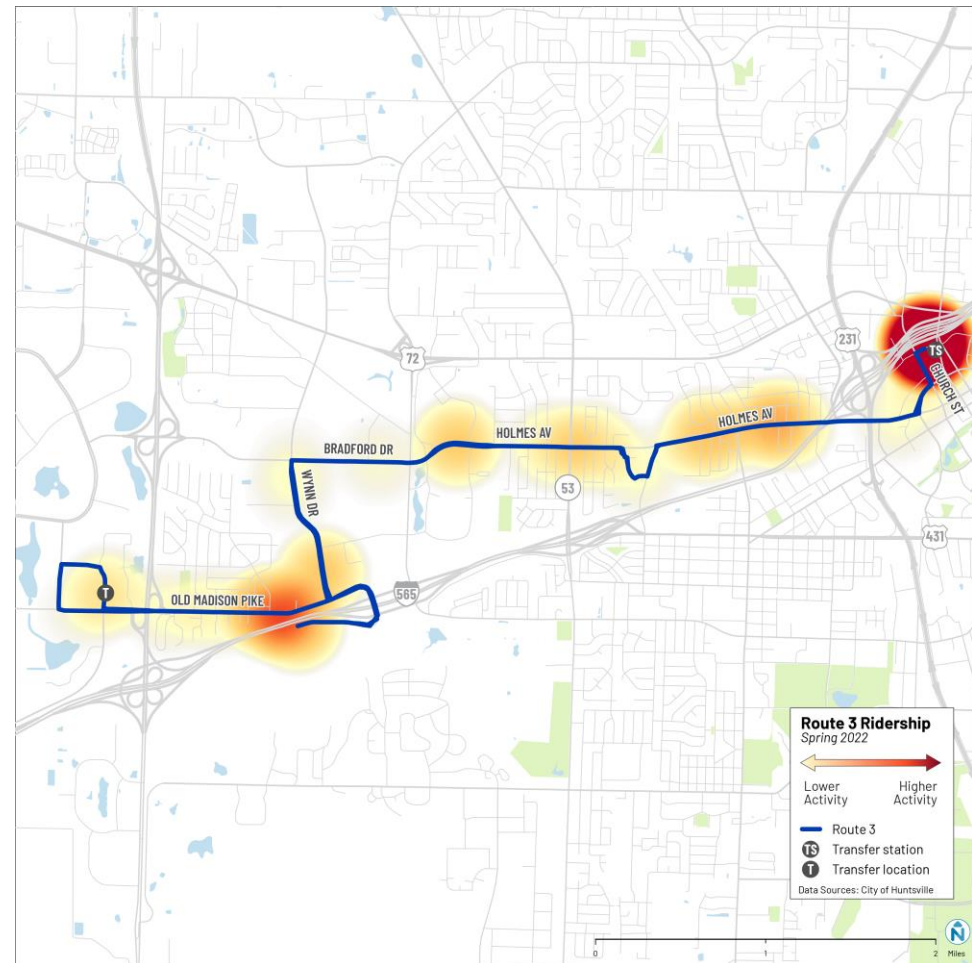 72
231
TS
CHURCH ST
HOLMES AV
HOLMES AV
BRADFORD DR
WYNN DR
53
431
T
OLD MADISON PIKE
565
Route 3 Ridership
Spring 2022
Lower Activity
Higher Activity
Route 3
TS Transfer station
T Transfer location
Data Sources: City of Huntsville
N
0 1 2 Miles